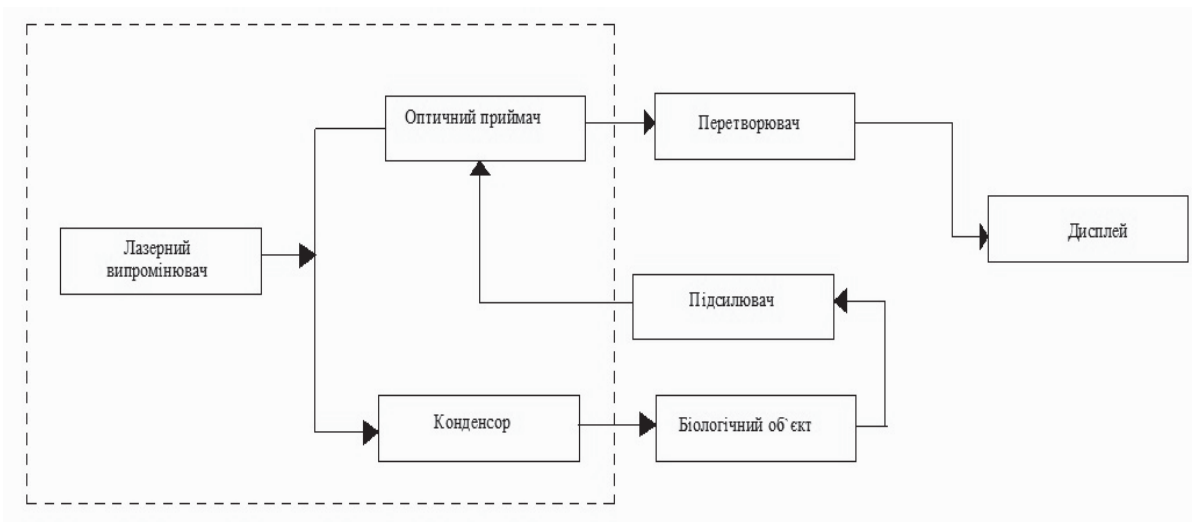 Оптичний приймач
Перетворювач
Дисплей
Лазерний
випромінювач
Підсилювач
Конденсор
Біологічний об`єкт